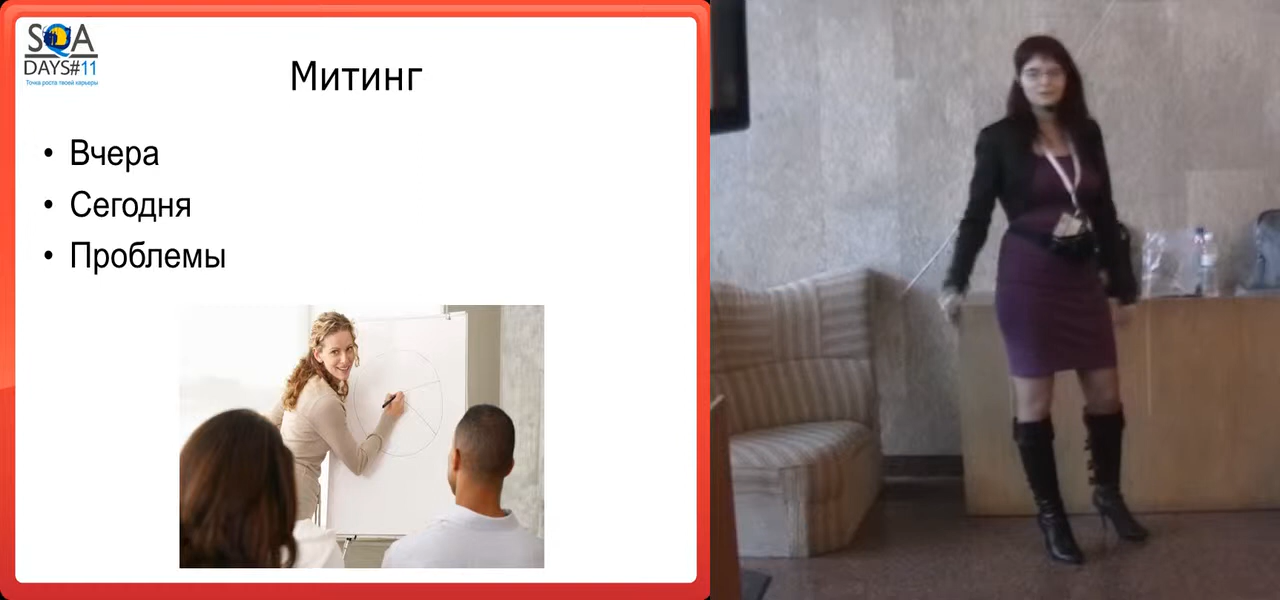 SQA
DAYS#11
Точка роста твоей карьеры
Митинг
• Вчера
• Сегодня
• Проблемы